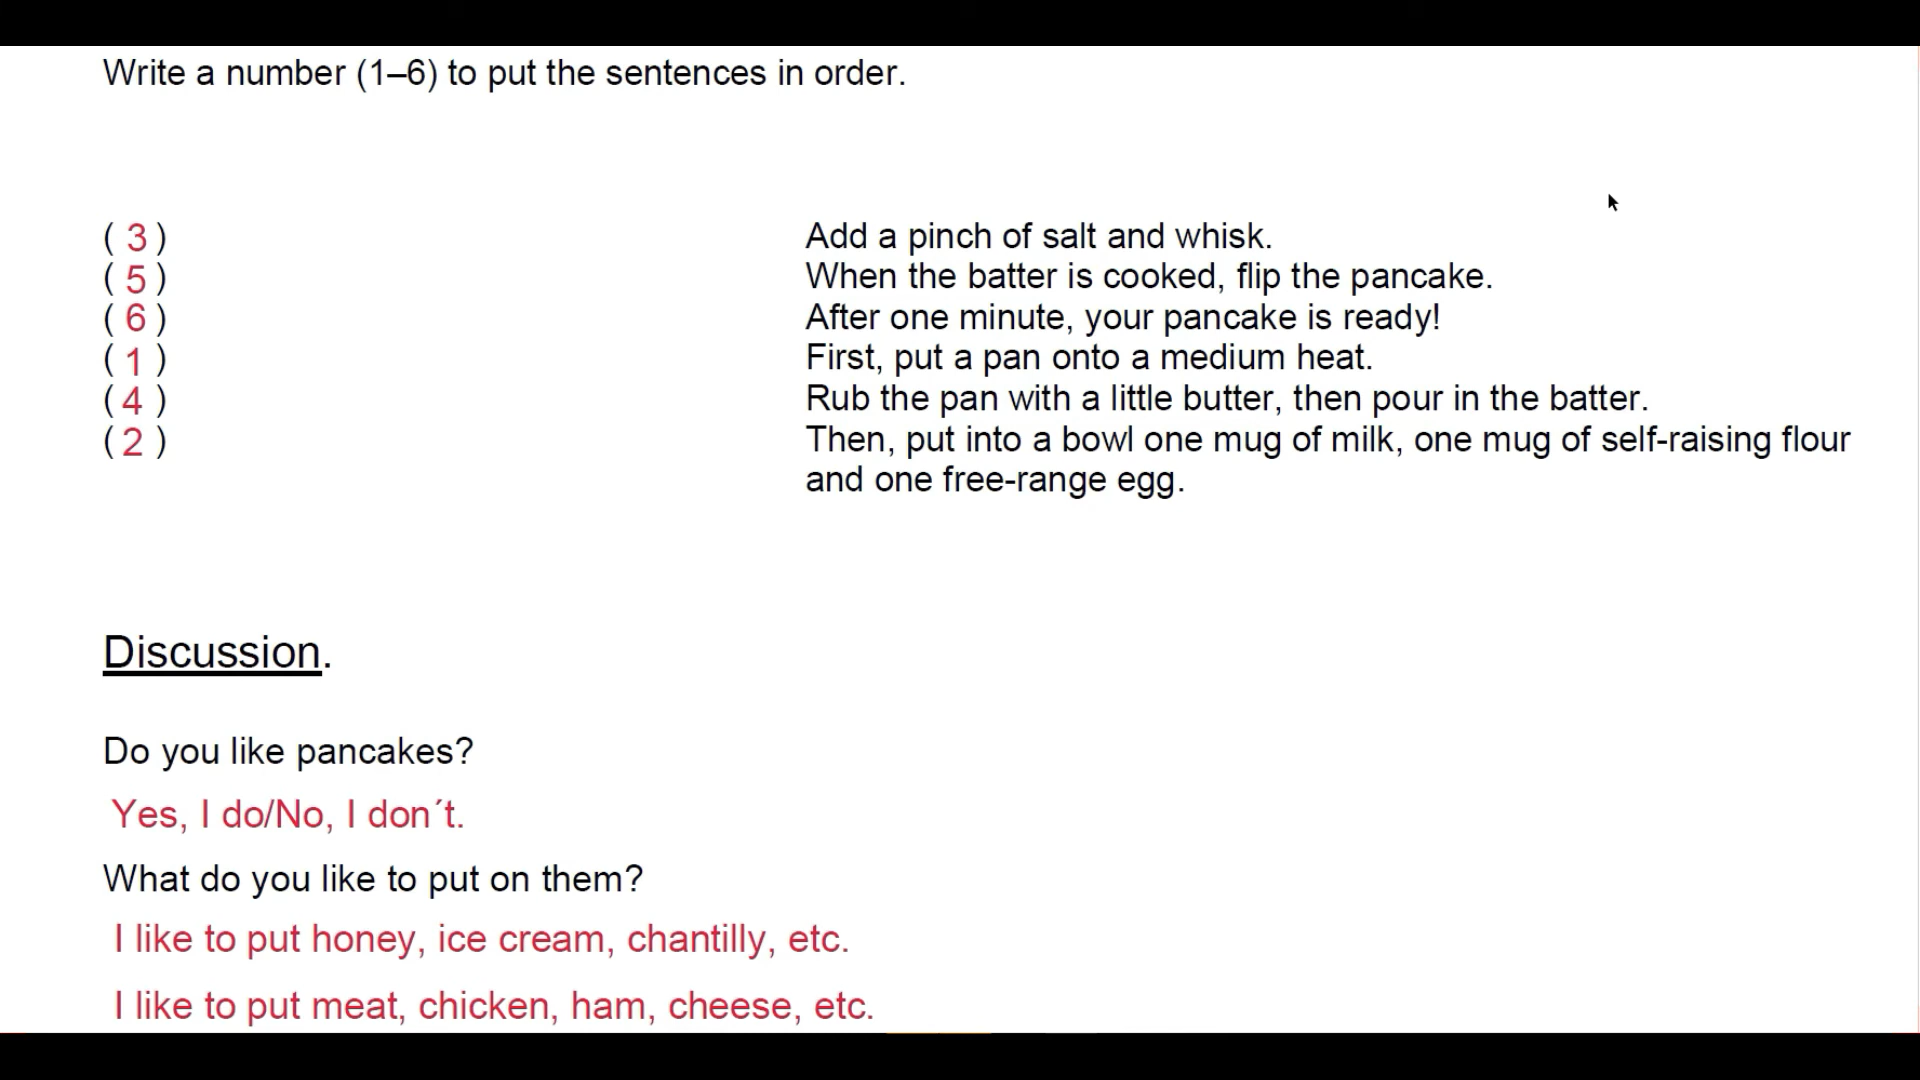 Write a number (1–6) to put the sentences in order.
( 3 ) Add a pinch of salt and whisk.
( 5 ) When the batter is cooked, flip the pancake.
( 6 ) After one minute, your pancake is ready!
( 1 ) First, put a pan onto a medium heat.
( 4 ) Rub the pan with a little butter, then pour in the batter.
( 2 ) Then, put into a bowl one mug of milk, one mug of self-raising flour
and one free-range egg.
Discussion.
Do you like pancakes?
Yes, I do/No, I don´t.
What do you like to put on them?
I like to put honey, ice cream, chantilly, etc.
I like to put meat, chicken, ham, cheese, etc.